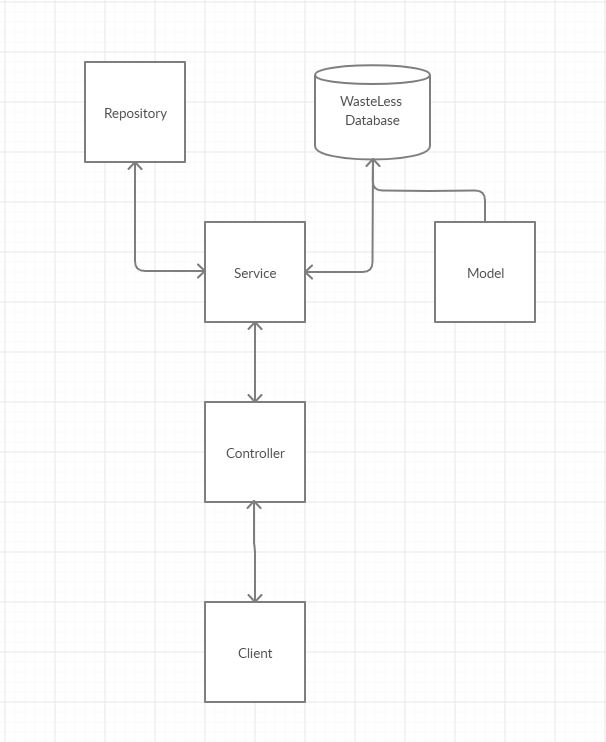 Repository
WasteLess
Database
Service
Model
Controller
Client